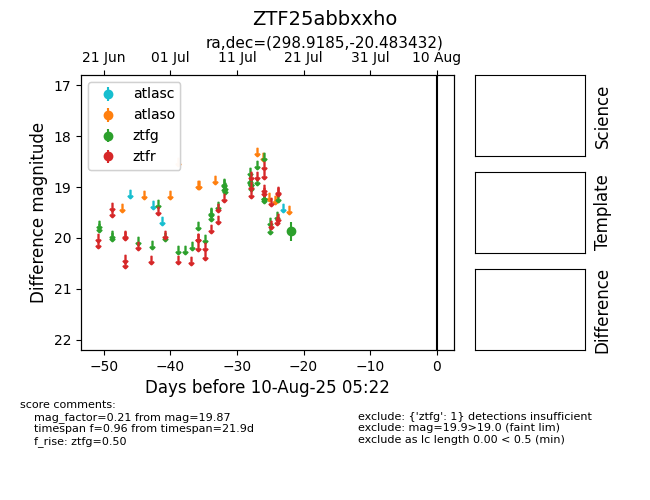 ZTF25abbxxho
ra,dec=(298.9185,-20.483432)
21 Jun 01 Jul 11 Jul 21 Jul 31 Jul 10 Aug
17
18
19
20
21
22
Difference magnitude
atlasc
atlaso
ztfg
ztfr
−50 −40 −30 −20 −10 0
Days before 10-Aug-25 05:22
Science
Template
Difference
score comments:
mag_factor=0.21 from mag=19.87
timespan f=0.96 from timespan=21.9d
f_rise: ztfg=0.50
exclude: {'ztfg': 1} detections insufficient
exclude: mag=19.9>19.0 (faint lim)
exclude as lc length 0.00 < 0.5 (min)